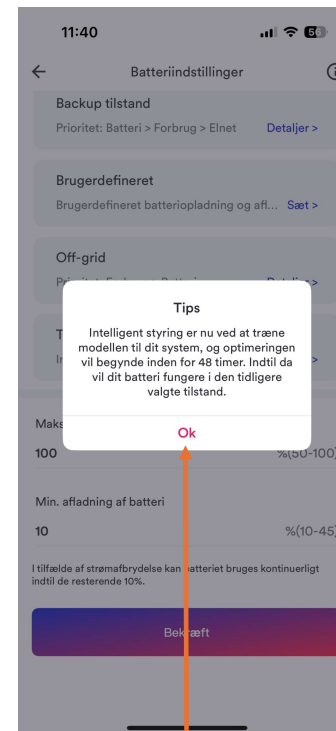 11:40
56
Batteriindstillinger
Backup tilstand
Prioritet: Batteri > Forbrug > Elnet Detaljer >
Brugerdefineret
Brugerdefineret batteriopladning og afl... Sæt >
Off-grid
Tips
Intelligent styring er nu ved at træne
modellen til dit system, og optimeringen
vil begynde inden for 48 timer. Indtil da
vil dit batteri fungere i den tidligere
valgte tilstand.
Ok
Maks
100 %(50-100)
Min. afladning af batteri
10 %(10-45)
I tilfælde af strømafbrydelse kan batteriet bruges kontinuerligt
indtil de resterende 10%.
Bekræft